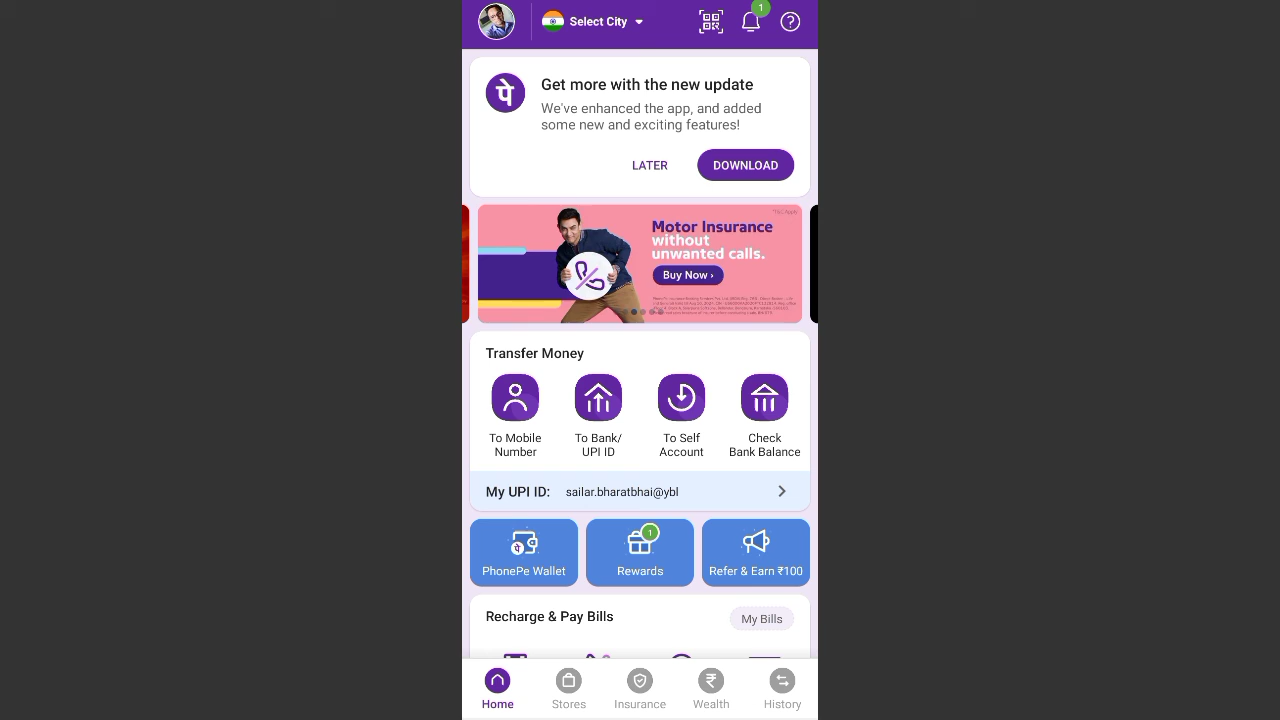 Select City
1
पे
Get more with the new update
We've enhanced the app, and added
some new and exciting features!
LATER
DOWNLOAD
*T&C Apply
Motor Insurance
without
unwanted calls.
Buy Now ›
Transfer Money
To Mobile
Number
To Bank/
UPI ID
To Self
Account
Check
Bank Balance
My UPI ID: sailar.bharatbhai@ybl
पे
PhonePe Wallet
1
Rewards
Refer & Earn ₹100
Recharge & Pay Bills
My Bills
Home
Stores
Insurance
₹
Wealth
History